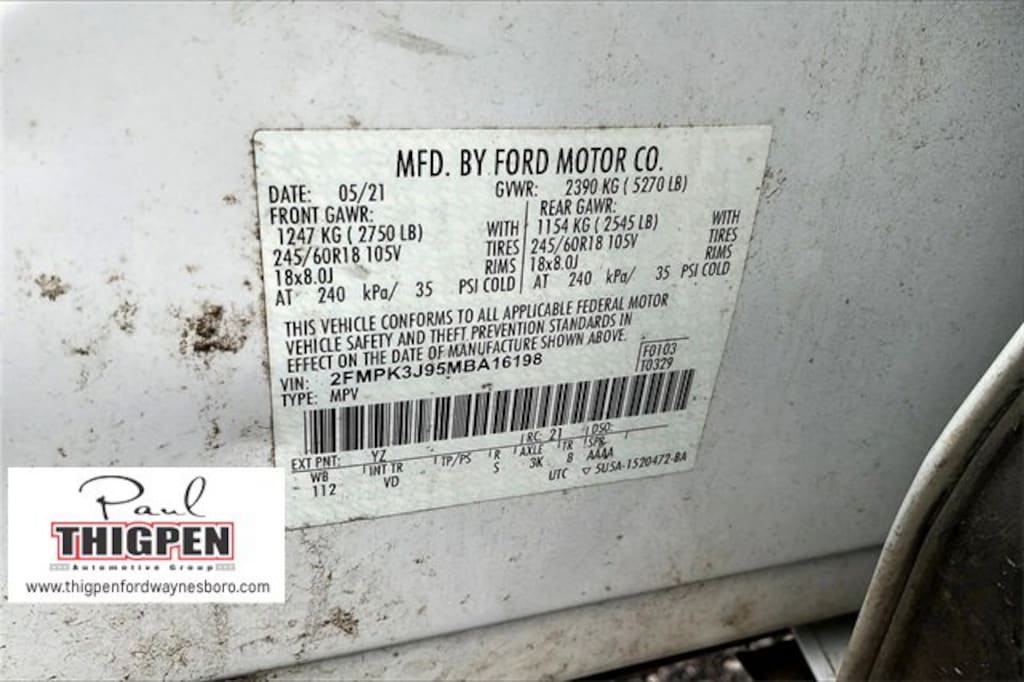 MFD. BY FORD MOTOR CO.
DATE: 05/21 GVWR: 2390 KG ( 5270 LB)
FRONT GAWR: REAR GAWR:
1247 KG ( 2750 LB) WITH 1154 KG ( 2545 LB) WITH
245/60R18 105V TIRES 245/60R18 105V TIRES
18x8.0J RIMS 18x8.0J RIMS
AT 240 kPa/ 35 PSI COLD AT 240 kPa/ 35 PSI COLD
THIS VEHICLE CONFORMS TO ALL APPLICABLE FEDERAL MOTOR
VEHICLE SAFETY AND THEFT PREVENTION STANDARDS IN
EFFECT ON THE DATE OF MANUFACTURE SHOWN ABOVE.
VIN: 2FMPK3J95MBA16198 F0103
TYPE: MPV T0329
EXT PNT: YZ RC: 21 DSO:
WB INT TR TP/PS R AXLE TR SPR
112 VD S 3K 8 AAAA
UTC ▽ 5U5A-1520472-BA
Paul
THIGPEN
Automotive Group
www.thigpenfordwaynesboro.com